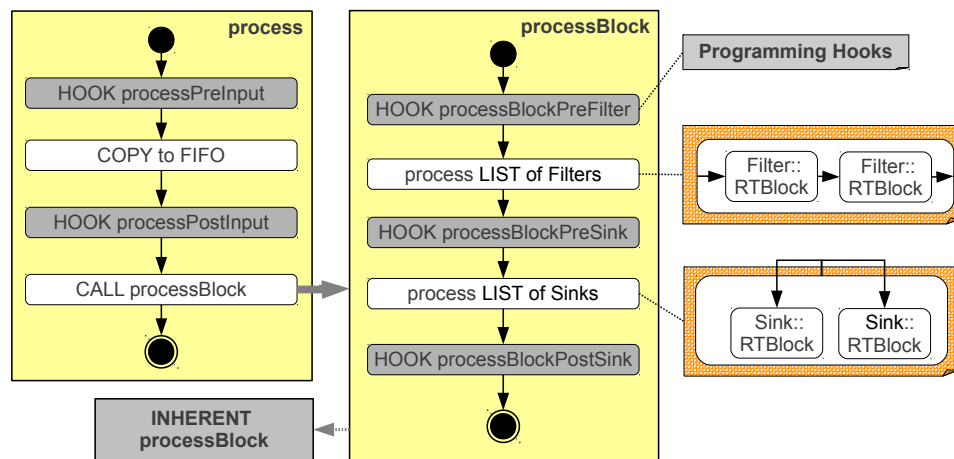 process
HOOK processPreInput
COPY to FIFO
HOOK processPostInput
CALL processBlock
processBlock
HOOK processBlockPreFilter
process LIST of Filters
HOOK processBlockPreSink
process LIST of Sinks
HOOK processBlockPostSink
INHERENT
processBlock
Programming Hooks
Filter::
RTBlock
Filter::
RTBlock
Sink::
RTBlock
Sink::
RTBlock